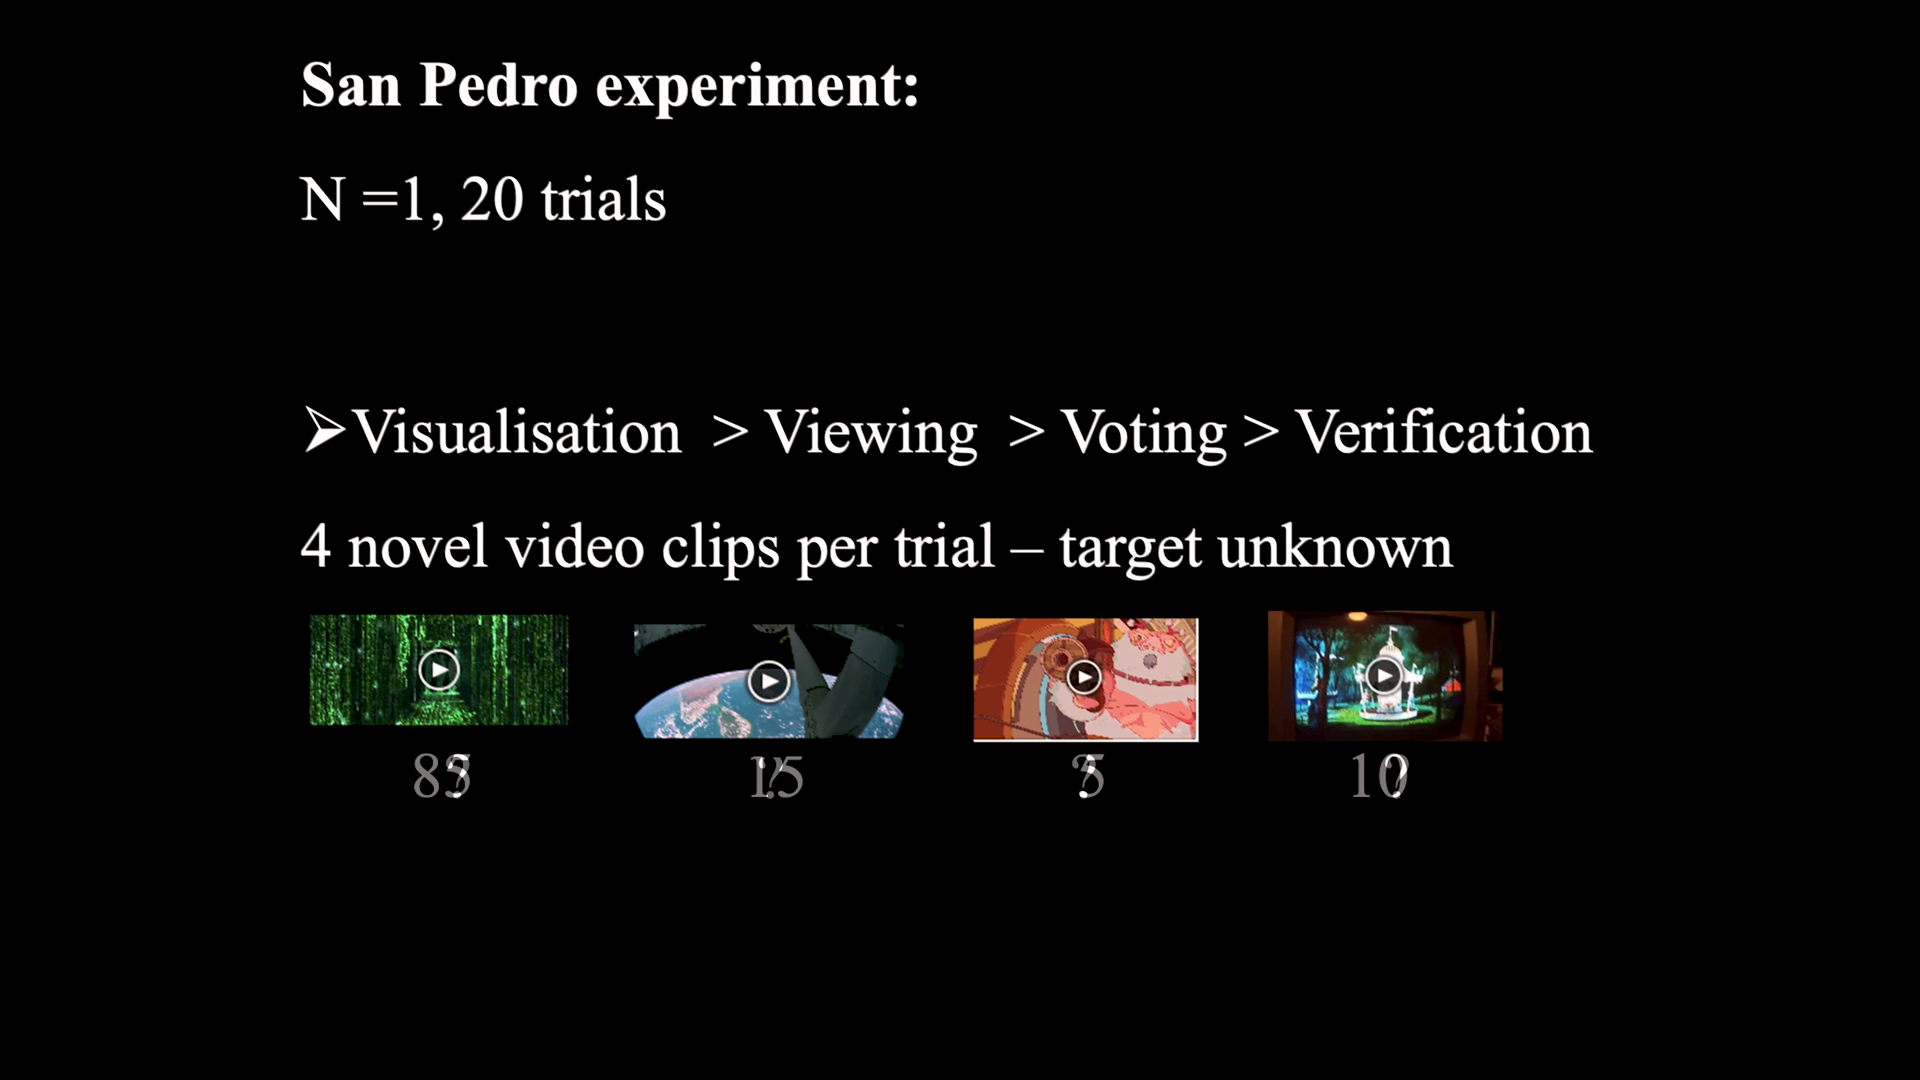 San Pedro experiment:
N =1, 20 trials
➢Visualisation > Viewing > Voting > Verification
4 novel video clips per trial – target unknown